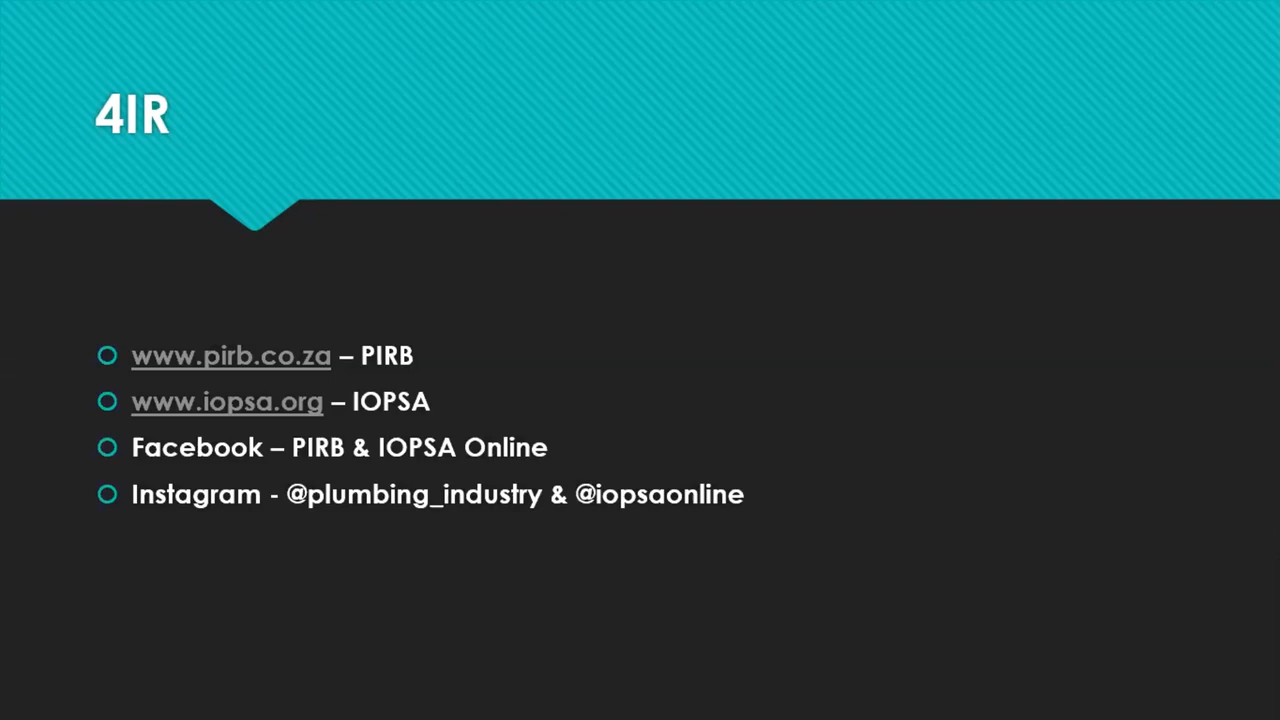 4IR
www.pirb.co.za – PIRB
www.iopsa.org – IOPSA
Facebook – PIRB & IOPSA Online
Instagram - @plumbing_industry & @iopsaonline